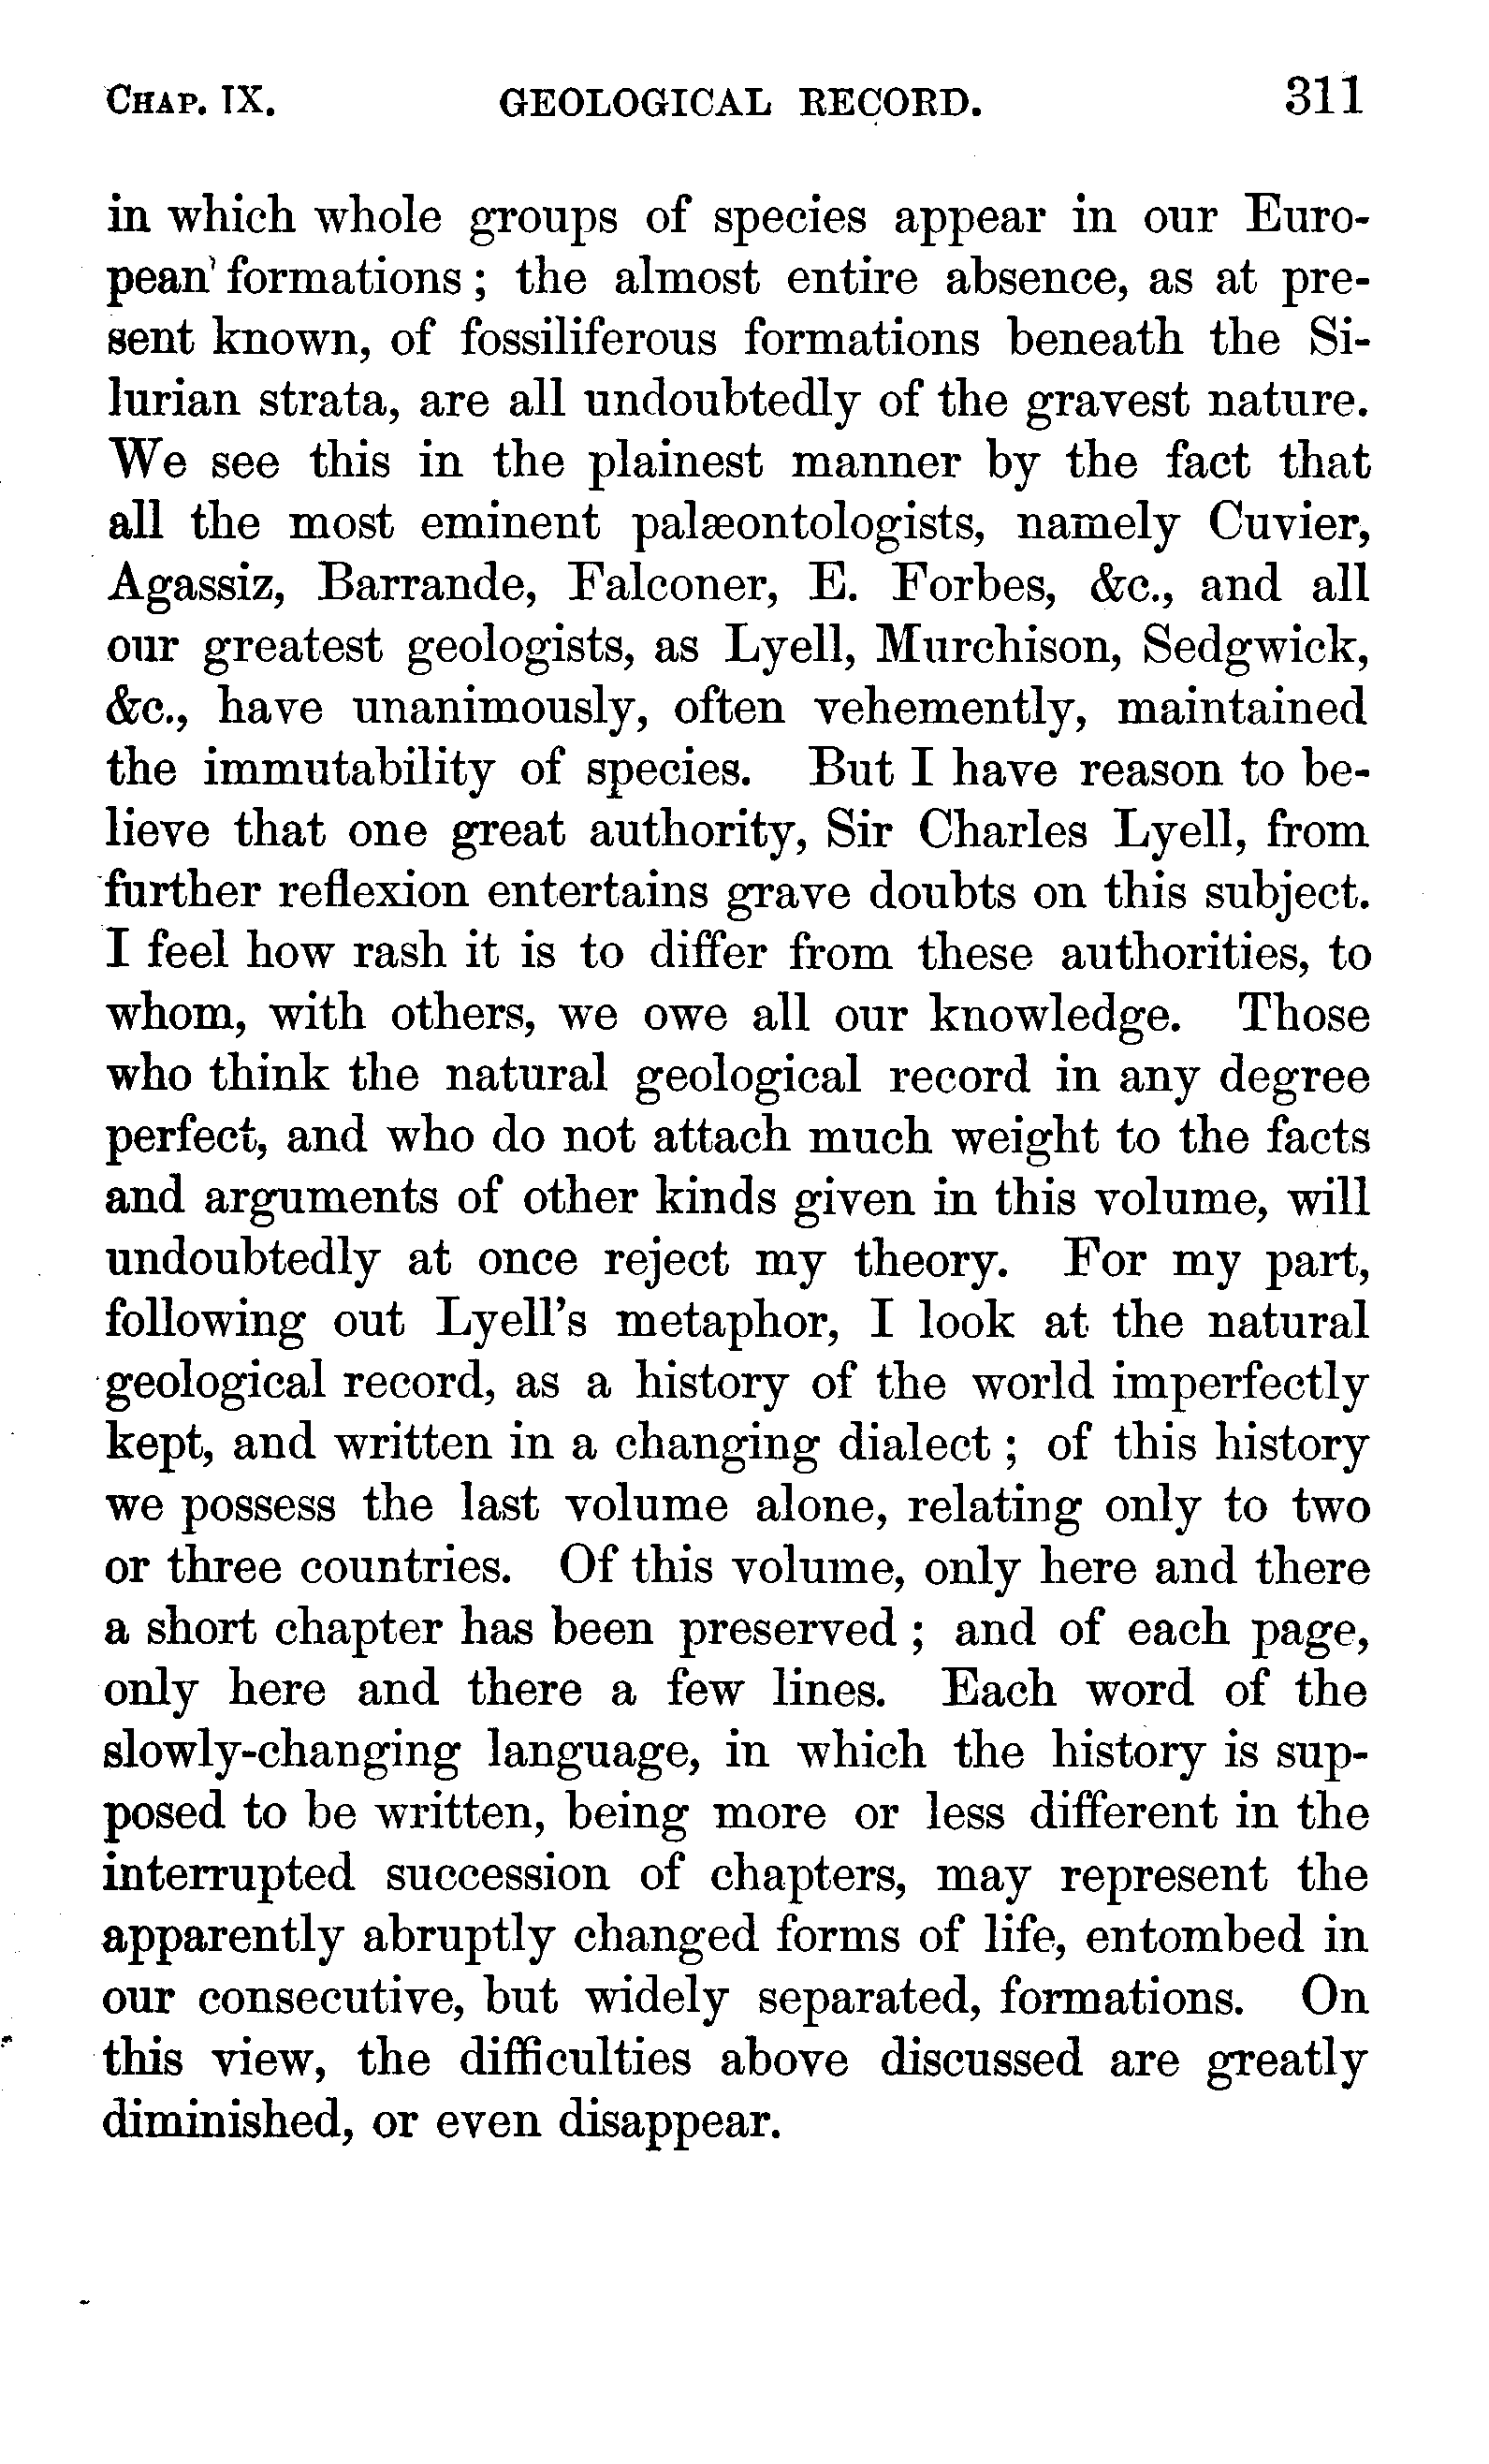 CHAP. IX. GEOLOGICAL RECORD. 311
in which whole groups of species appear in our Euro-
pean formations; the almost entire absence, as at pre-
sent known, of fossiliferous formations beneath the Si-
lurian strata, are all undoubtedly of the gravest nature.
We see this in the plainest manner by the fact that
all the most eminent palæontologists, namely Cuvier,
Agassiz, Barrande, Falconer, E. Forbes, &c., and all
our greatest geologists, as Lyell, Murchison, Sedgwick,
&c., have unanimously, often vehemently, maintained
the immutability of species. But I have reason to be-
lieve that one great authority, Sir Charles Lyell, from
further reflexion entertains grave doubts on this subject.
I feel how rash it is to differ from these authorities, to
whom, with others, we owe all our knowledge. Those
who think the natural geological record in any degree
perfect, and who do not attach much weight to the facts
and arguments of other kinds given in this volume, will
undoubtedly at once reject my theory. For my part,
following out Lyell's metaphor, I look at the natural
geological record, as a history of the world imperfectly
kept, and written in a changing dialect; of this history
we possess the last volume alone, relating only to two
or three countries. Of this volume, only here and there
a short chapter has been preserved; and of each page,
only here and there a few lines. Each word of the
slowly-changing language, in which the history is sup-
posed to be written, being more or less different in the
interrupted succession of chapters, may represent the
apparently abruptly changed forms of life, entombed in
our consecutive, but widely separated, formations. On
this view, the difficulties above discussed are greatly
diminished, or even disappear.